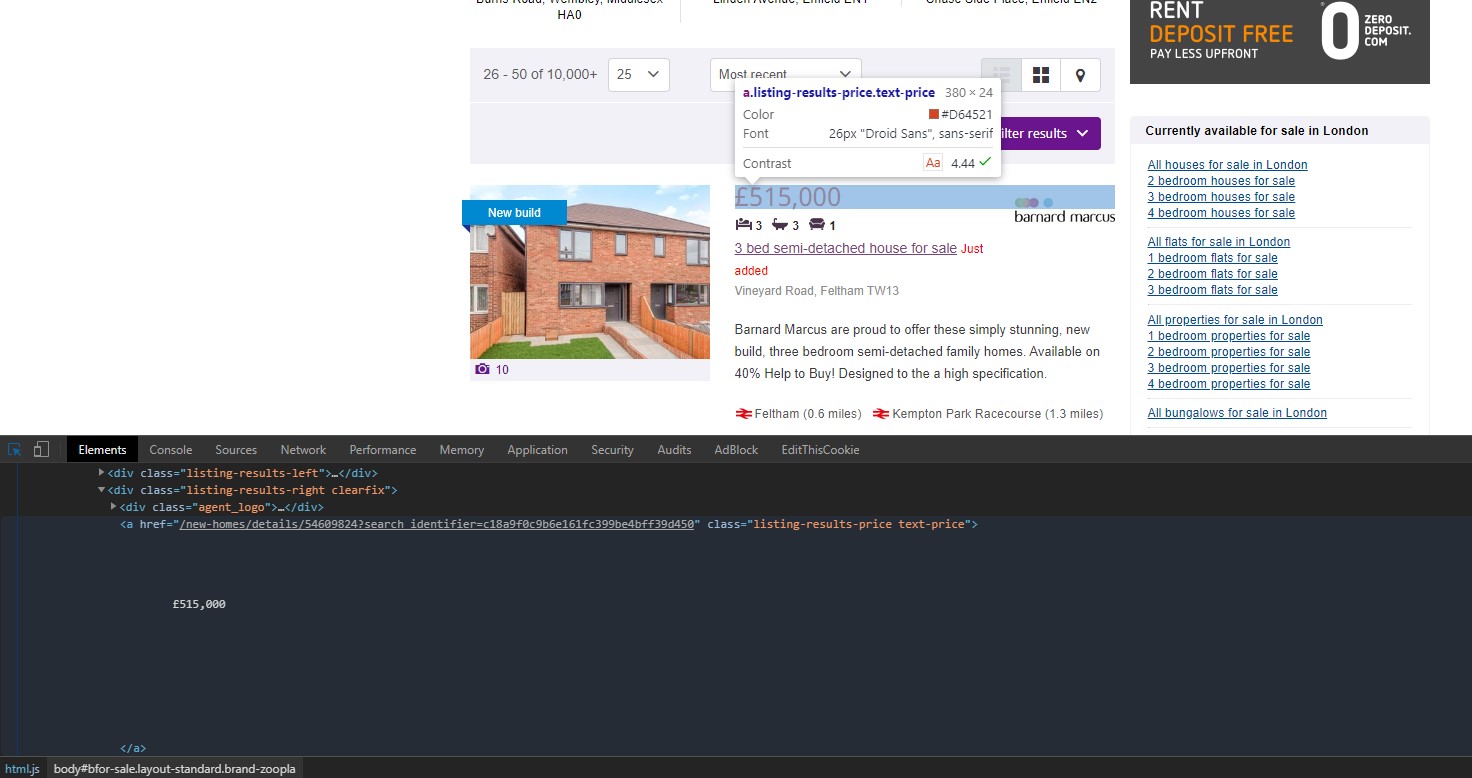 Burns Road, Wembley, Middlesex
HA0
Linden Avenue, Enfield EN1
Chase Side Place, Enfield EN2
RENT
DEPOSIT FREE
PAY LESS UPFRONT
0
ZERO
DEPOSIT.
COM
26 - 50 of 10,000+
25
Most recent
a.listing-results-price.text-price 380 × 24
Color #D64521
Font 26px "Droid Sans", sans-serif
Contrast Aa 4.44
ilter results
Currently available for sale in London
All houses for sale in London
2 bedroom houses for sale
3 bedroom houses for sale
4 bedroom houses for sale
All flats for sale in London
1 bedroom flats for sale
2 bedroom flats for sale
3 bedroom flats for sale
All properties for sale in London
1 bedroom properties for sale
2 bedroom properties for sale
3 bedroom properties for sale
4 bedroom properties for sale
All bungalows for sale in London
New build
10
£515,000
barnard marcus
3 3 1
3 bed semi-detached house for sale Just
added
Vineyard Road, Feltham TW13
Barnard Marcus are proud to offer these simply stunning, new
build, three bedroom semi-detached family homes. Available on
40% Help to Buy! Designed to the a high specification.
Feltham (0.6 miles) Kempton Park Racecourse (1.3 miles)
Elements Console Sources Network Performance Memory Application Security Audits AdBlock EditThisCookie
<div class="listing-results-left">…</div>
<div class="listing-results-right clearfix">
<div class="agent_logo">…</div>
<a href="/new-homes/details/54609824?search_identifier=c18a9f0c9b6e161fc399be4bff39d450" class="listing-results-price text-price">
£515,000
</a>
html.js body#bfor-sale.layout-standard.brand-zoopla